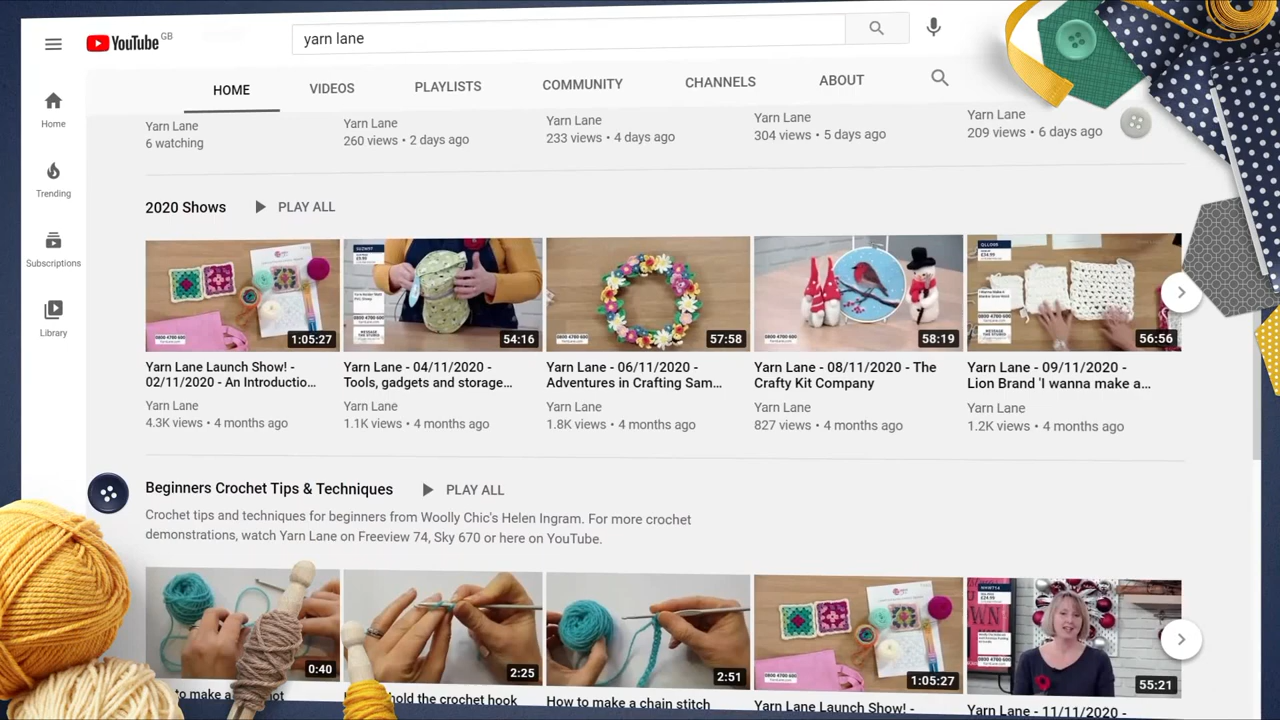 YouTube GB
yarn lane
HOME VIDEOS PLAYLISTS COMMUNITY CHANNELS ABOUT
Home
Trending
Subscriptions
Library
Yarn Lane
6 watching
Yarn Lane
260 views • 2 days ago
Yarn Lane
233 views • 4 days ago
Yarn Lane
304 views • 5 days ago
Yarn Lane
209 views • 6 days ago
2020 Shows PLAY ALL
1:05:27
Yarn Lane Launch Show! -
02/11/2020 - An Introductio...
Yarn Lane
4.3K views • 4 months ago
54:16
Yarn Lane - 04/11/2020 -
Tools, gadgets and storage...
Yarn Lane
1.1K views • 4 months ago
57:58
Yarn Lane - 06/11/2020 -
Adventures in Crafting Sam...
Yarn Lane
1.8K views • 4 months ago
58:19
Yarn Lane - 08/11/2020 - The
Crafty Kit Company
Yarn Lane
827 views • 4 months ago
56:56
Yarn Lane - 09/11/2020 -
Lion Brand 'I wanna make a...
Yarn Lane
1.2K views • 4 months ago
Beginners Crochet Tips & Techniques PLAY ALL
Crochet tips and techniques for beginners from Woolly Chic's Helen Ingram. For more crochet
demonstrations, watch Yarn Lane on Freeview 74, Sky 670 or here on YouTube.
0:40
to make a
2:25
hold the crochet hook
2:51
How to make a chain stitch
1:05:27
Yarn Lane Launch Show! -
55:21
Yarn Lane - 11/11/2020 -